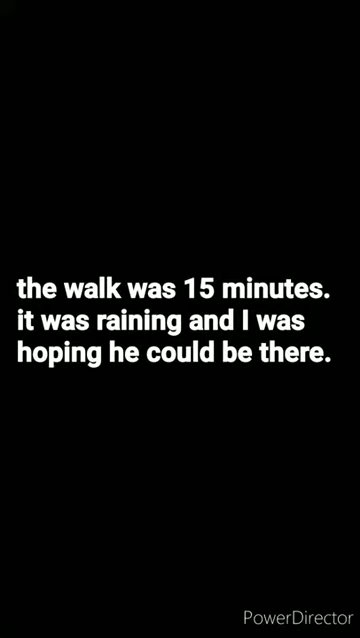 the walk was 15 minutes.
it was raining and I was
hoping he could be there.
PowerDirector